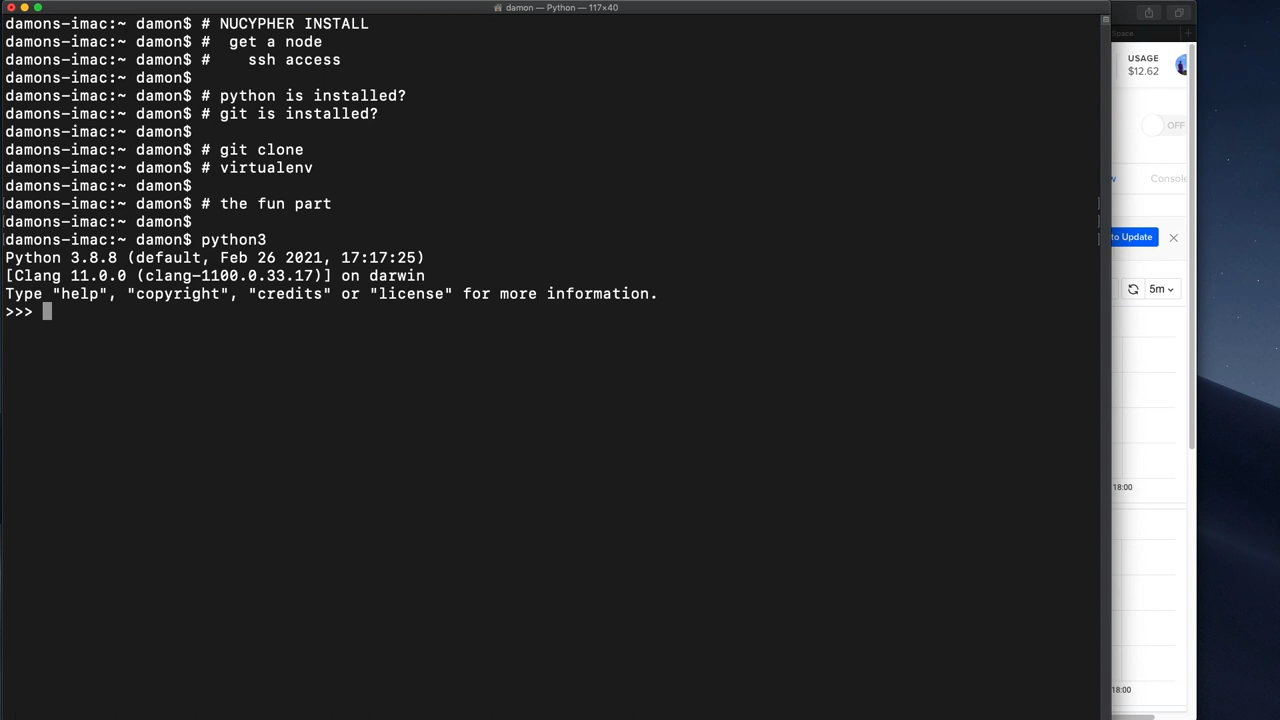 damon — Python — 117×40
damons-imac:~ damon$ # NUCYPHER INSTALL
damons-imac:~ damon$ #  get a node
damons-imac:~ damon$ #    ssh access
damons-imac:~ damon$
damons-imac:~ damon$ # python is installed?
damons-imac:~ damon$ # git is installed?
damons-imac:~ damon$
damons-imac:~ damon$ # git clone
damons-imac:~ damon$ # virtualenv
damons-imac:~ damon$
damons-imac:~ damon$ # the fun part
damons-imac:~ damon$
[damons-imac:~ damon$ python3
Python 3.8.8 (default, Feb 26 2021, 17:17:25)
[Clang 11.0.0 (clang-1100.0.33.17)] on darwin
Type "help", "copyright", "credits" or "license" for more information.
>>>
Space
USAGE
$12.62
OFF
Console
to Update
5m
18:00
18:00